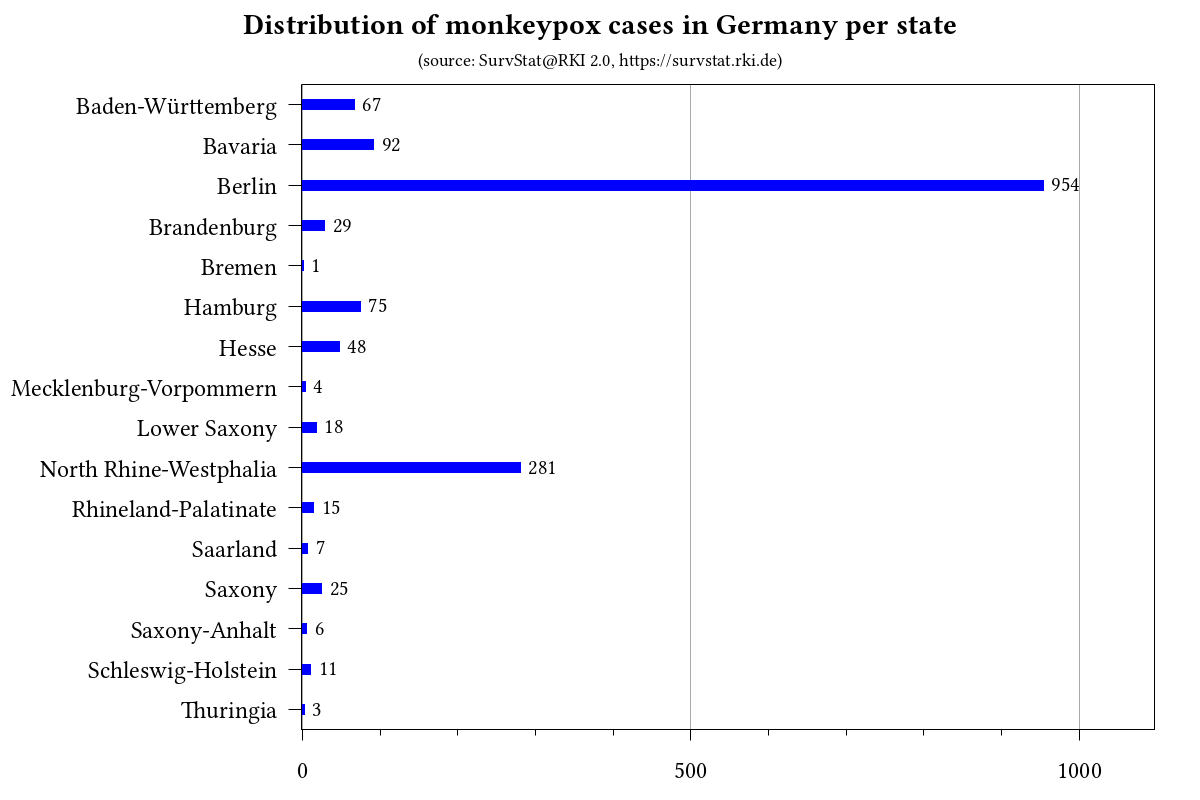 Distribution of monkeypox cases in Germany per state
(source: SurvStat@RKI 2.0, https://survstat.rki.de)
Baden-Württemberg 67
Bavaria 92
Berlin 954
Brandenburg 29
Bremen 1
Hamburg 75
Hesse 48
Mecklenburg-Vorpommern 4
Lower Saxony 18
North Rhine-Westphalia 281
Rhineland-Palatinate 15
Saarland 7
Saxony 25
Saxony-Anhalt 6
Schleswig-Holstein 11
Thuringia 3
0 500 1000